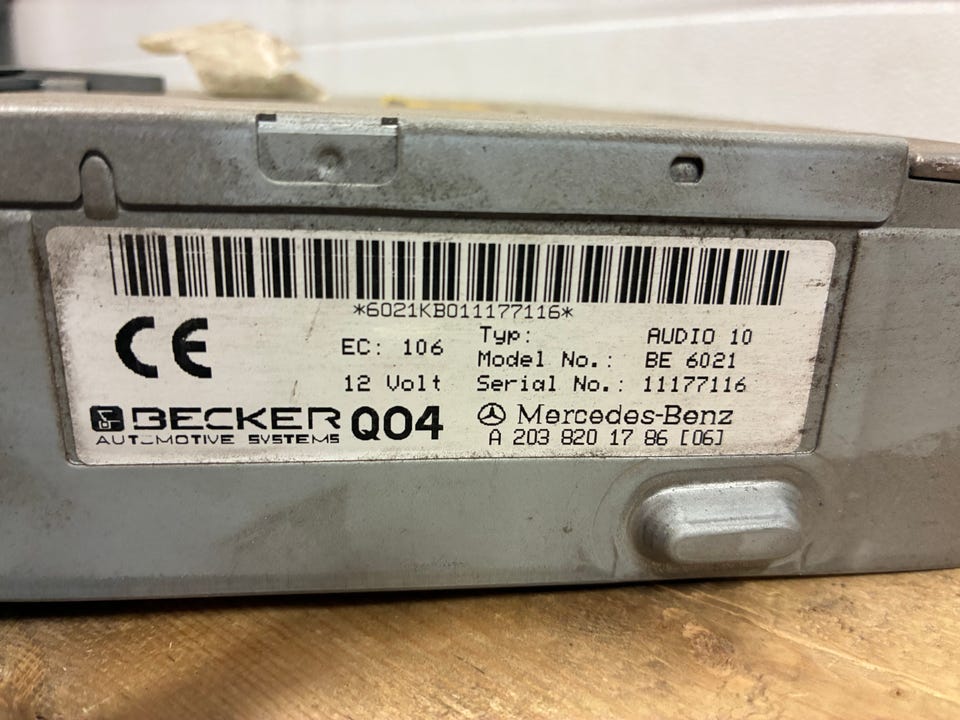 *6021KB011177116*
CE
EC: 106
12 Volt
Typ: AUDIO 10
Model No.: BE 6021
Serial No.: 11177116
BECKER Q04
AUTOMOTIVE SYSTEMS
Mercedes-Benz
A 203 820 17 86 [06]